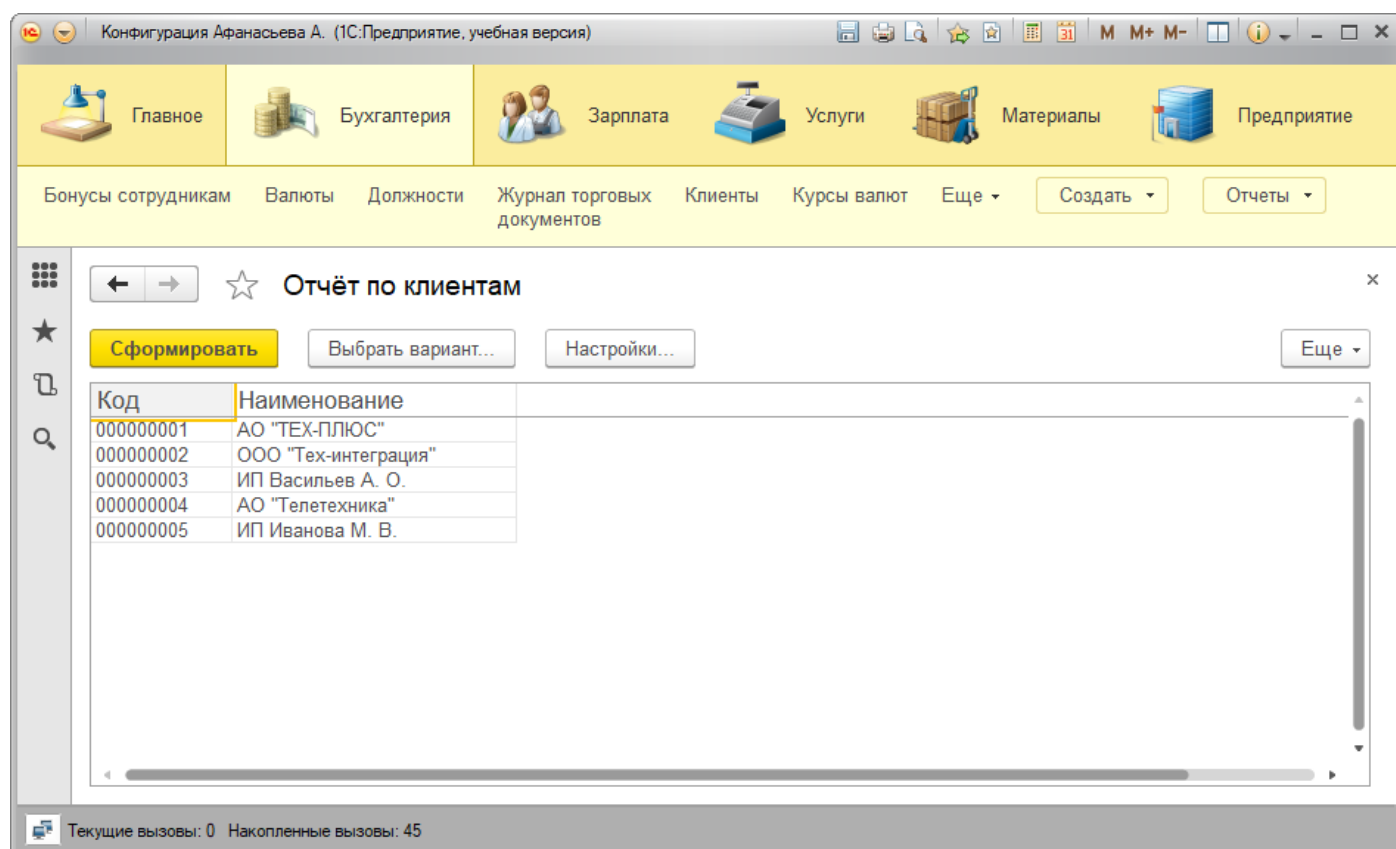 Конфигурация Афанасьева А. (1С:Предприятие, учебная версия)
31 M M+ M-
Главное Бухгалтерия Зарплата Услуги Материалы Предприятие
Бонусы сотрудникам Валюты Должности Журнал торговых документов Клиенты Курсы валют Еще Создать Отчеты
Отчёт по клиентам
Сформировать Выбрать вариант... Настройки... Еще
Код Наименование
000000001 АО "ТЕХ-ПЛЮС"
000000002 ООО "Тех-интеграция"
000000003 ИП Васильев А. О.
000000004 АО "Телетехника"
000000005 ИП Иванова М. В.
Текущие вызовы: 0 Накопленные вызовы: 45